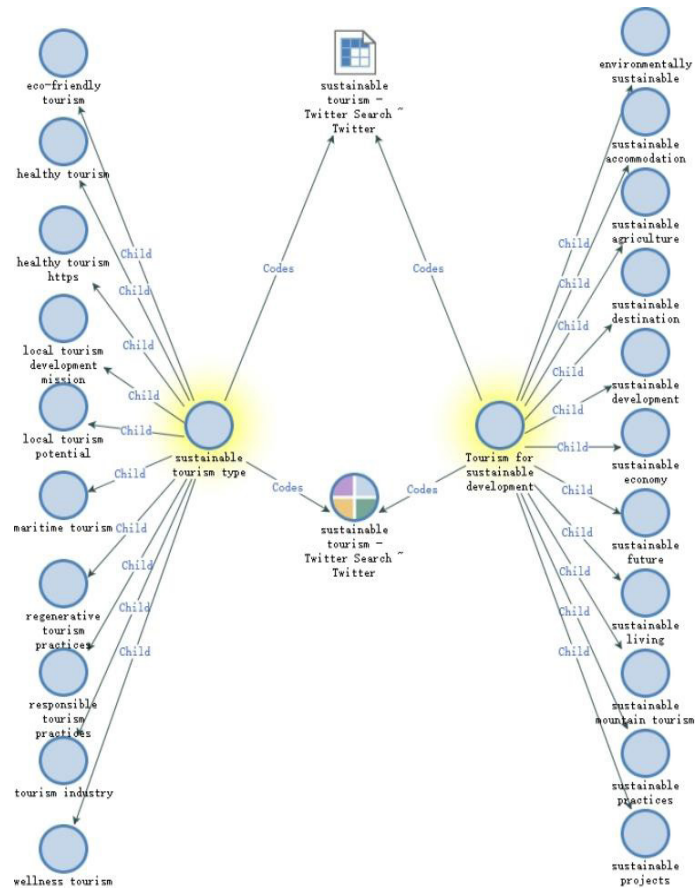 eco-friendly
tourism
healthy tourism
healthy tourism
https
local tourism
development
mission
local tourism
potential
maritime tourism
regenerative
tourism
practices
responsible
tourism
practices
tourism industry
wellness tourism
Child
Child
Child
Child
Child
Child
Child
Child
Child
Child
sustainable
tourism type
Codes
Codes
sustainable
tourism -
Twitter Search ~
Twitter
sustainable
tourism -
Twitter Search ~
Twitter
Codes
Codes
Tourism for
sustainable
development
Child
Child
Child
Child
Child
Child
Child
Child
Child
Child
Child
environmentally
sustainable
sustainable
accommodation
sustainable
agriculture
sustainable
destination
sustainable
development
sustainable
economy
sustainable
future
sustainable
living
sustainable
mountain tourism
sustainable
practices
sustainable
projects